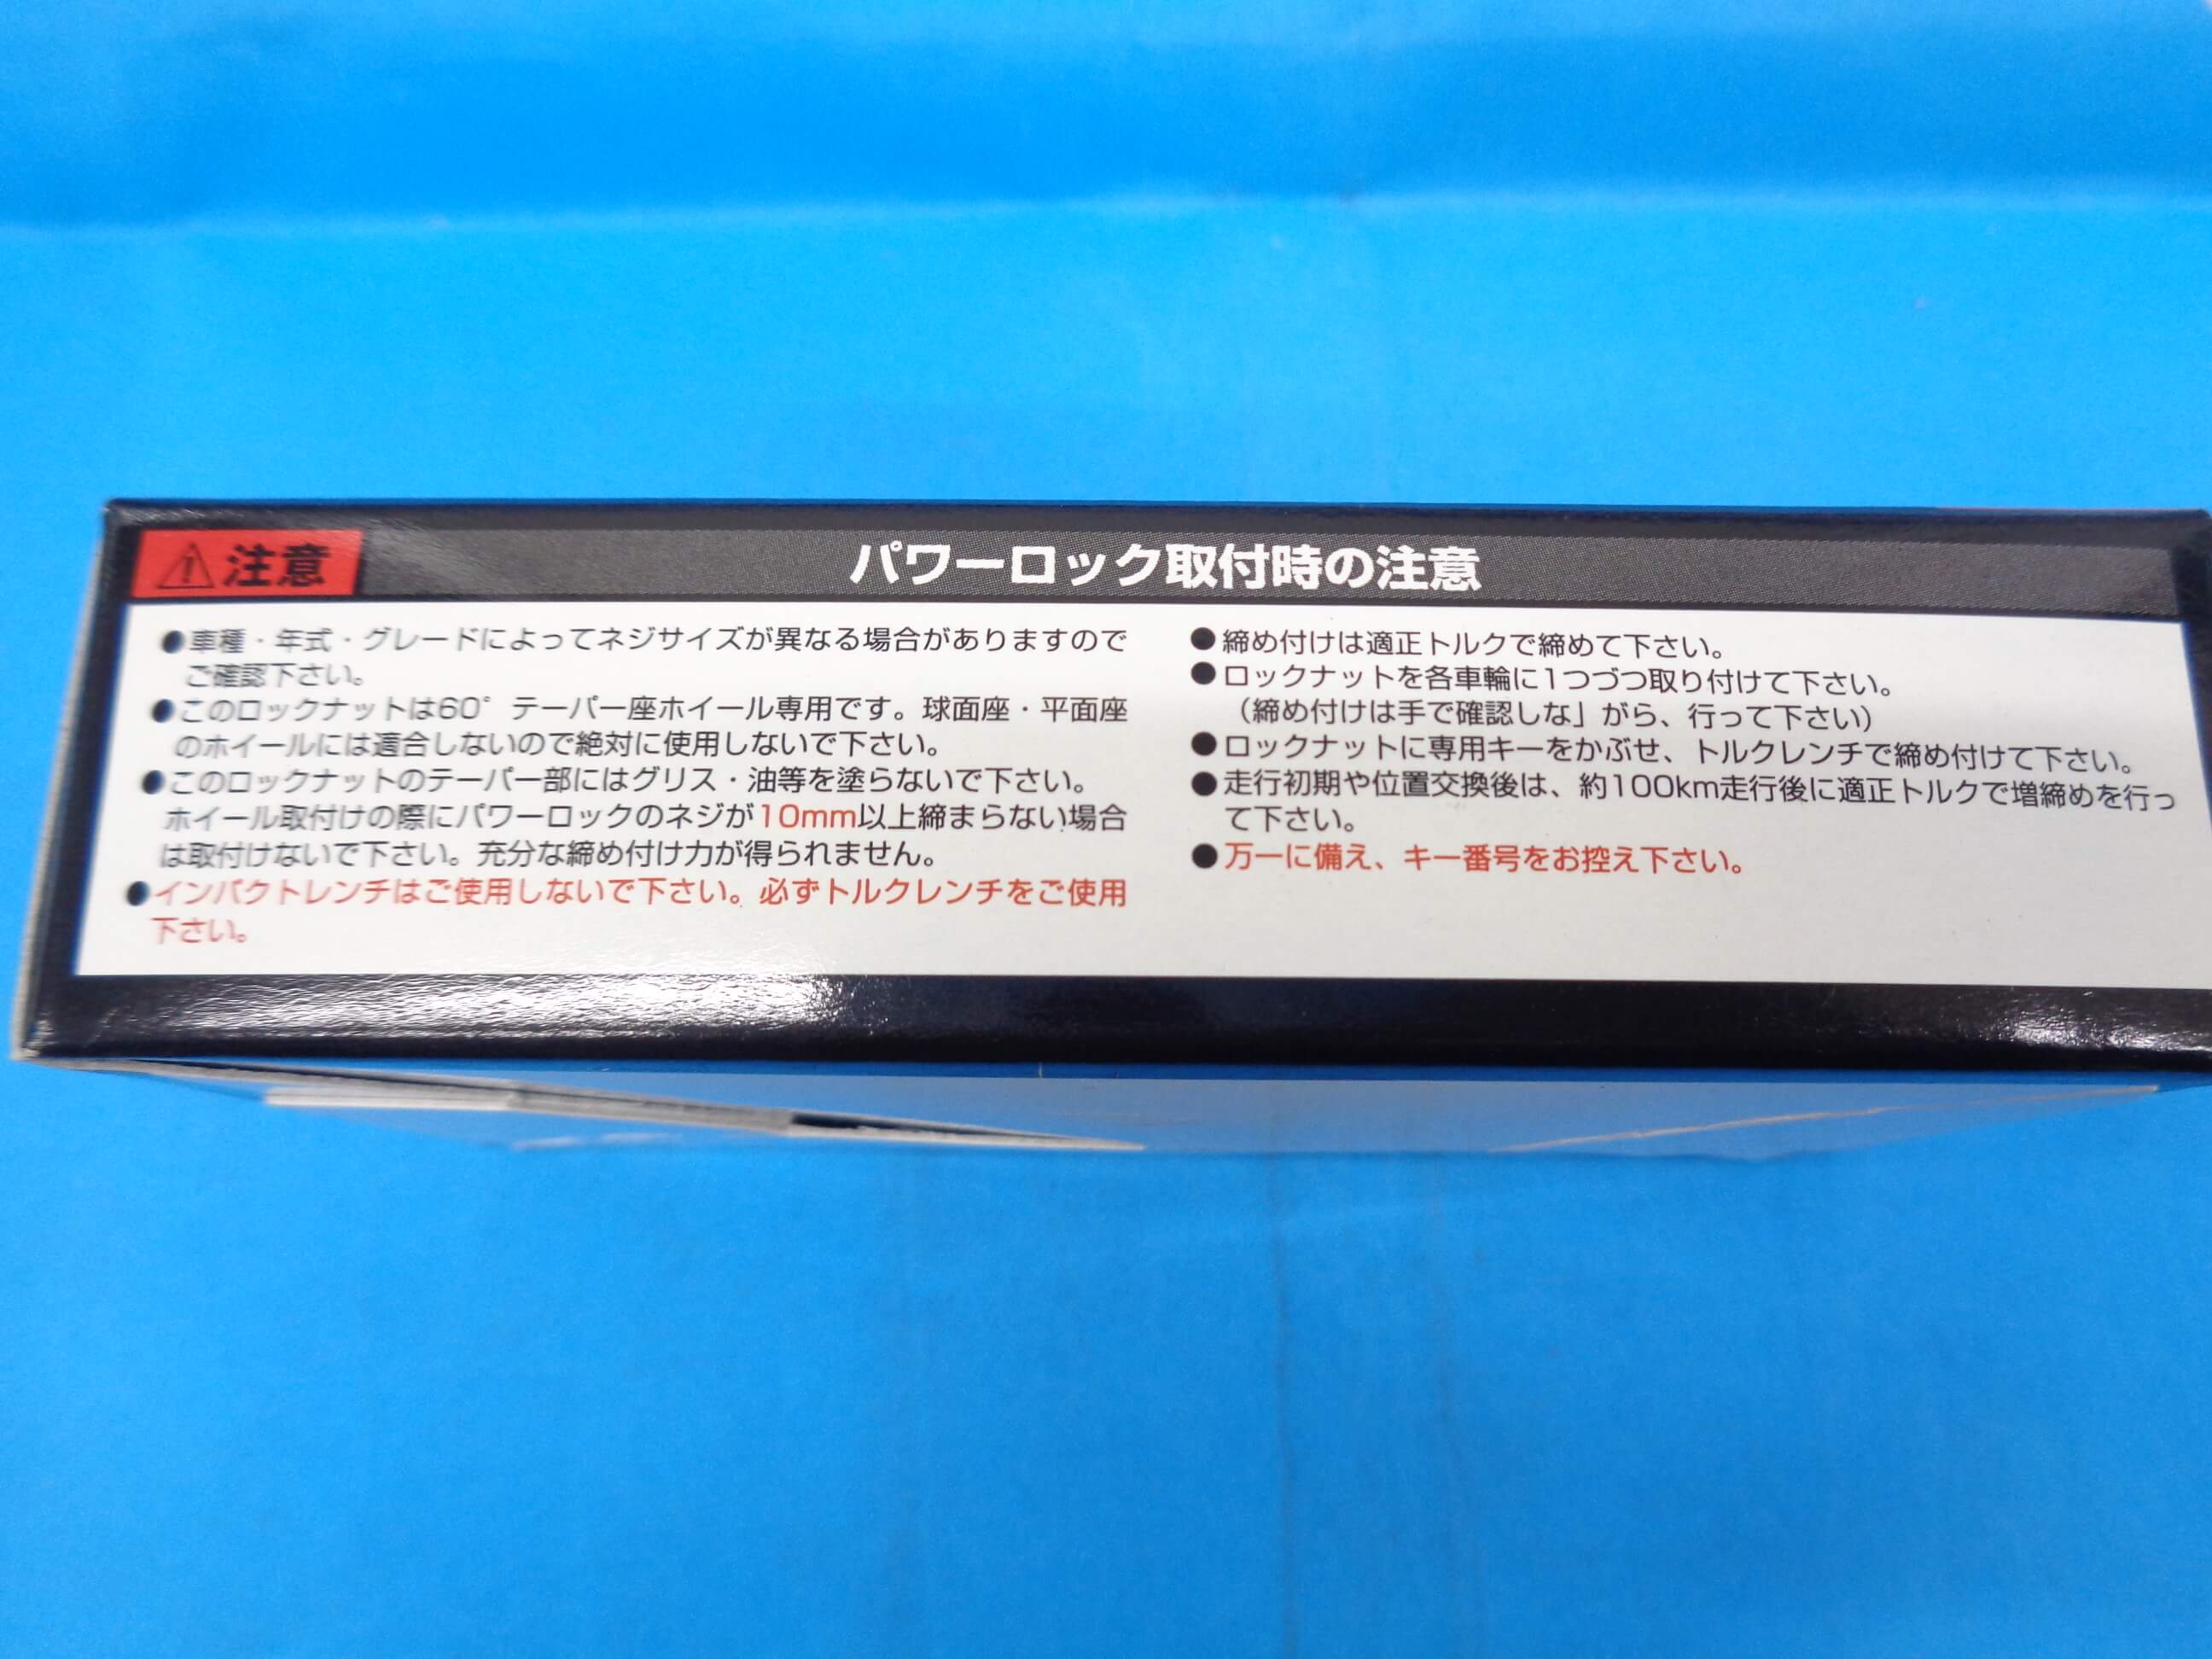 注意
パワーロック取付時の注意
●車種・年式・グレードによってネジサイズが異なる場合がありますので
ご確認下さい。
●このロックナットは60°テーパー座ホイール専用です。球面座・平面座
のホイールには適合しないので絶対に使用しないで下さい。
●このロックナットのテーパー部にはグリス・油等を塗らないで下さい。
ホイール取付けの際にパワーロックのネジが10mm以上締まらない場合
は取付けないで下さい。充分な締め付け力が得られません。
●インパクトレンチはご使用しないで下さい。必ずトルクレンチをご使用
下さい。
●締め付けは適正トルクで締めて下さい。
●ロックナットを各車輪に1つづつ取り付けて下さい。
（締め付けは手で確認しな」がら、行って下さい）
●ロックナットに専用キーをかぶせ、トルクレンチで締め付けて下さい。
●走行初期や位置交換後は、約100km走行後に適正トルクで増締めを行っ
て下さい。
●万一に備え、キー番号をお控え下さい。